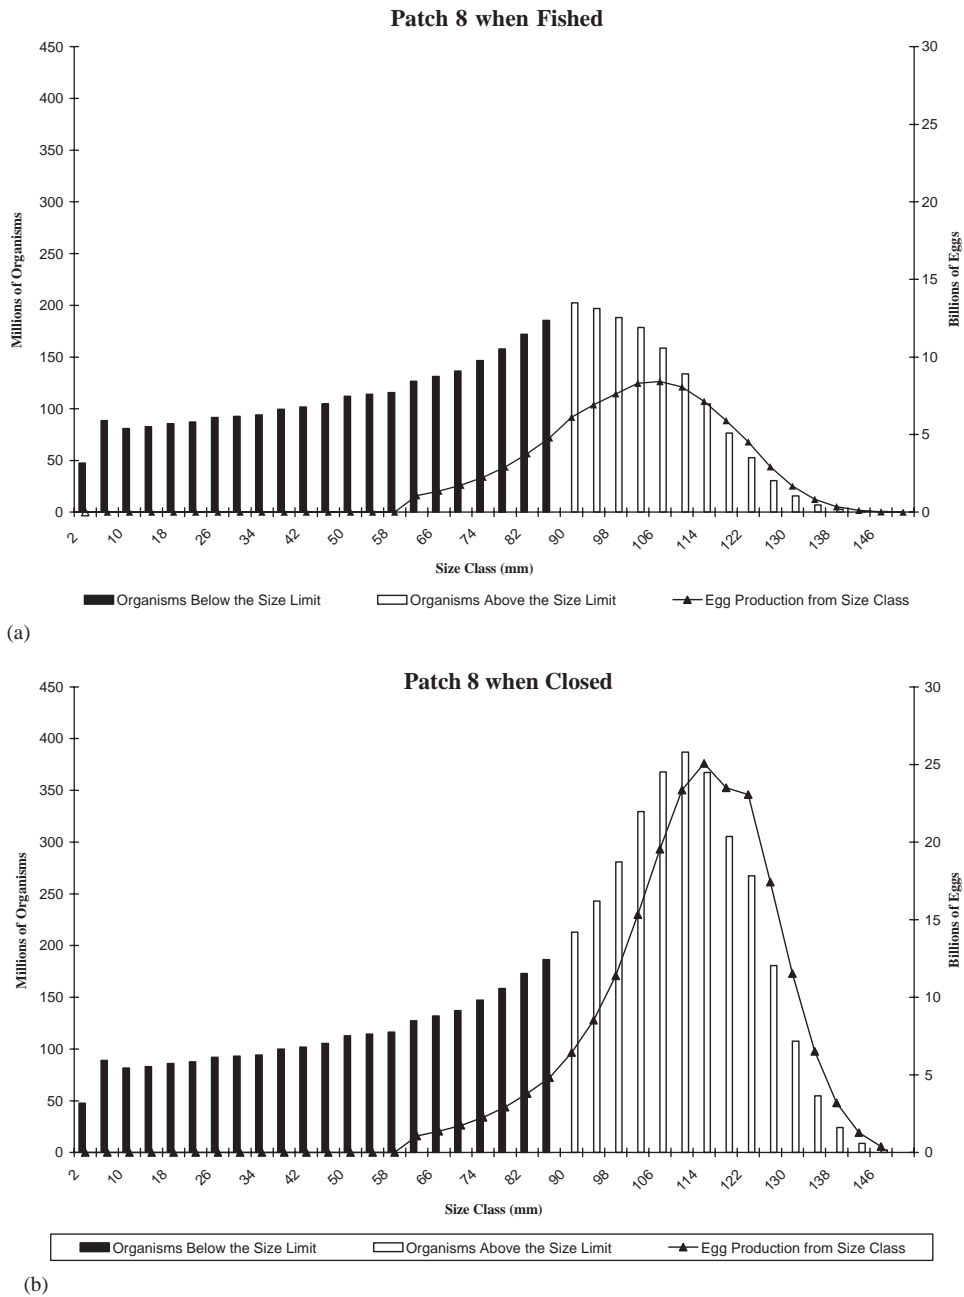 Patch 8 when Fished
450
400
350
300
250
200
150
100
50
0
Millions of Organisms
30
25
20
15
10
5
0
Billions of Eggs
2 10 18 26 34 42 50 58 66 74 82 90 98 106 114 122 130 138 146
Size Class (mm)
Organisms Below the Size Limit Organisms Above the Size Limit Egg Production from Size Class
(a)
Patch 8 when Closed
450
400
350
300
250
200
150
100
50
0
Millions of Organisms
30
25
20
15
10
5
0
Billions of Eggs
2 10 18 26 34 42 50 58 66 74 82 90 98 106 114 122 130 138 146
Size Class (mm)
Organisms Below the Size Limit Organisms Above the Size Limit Egg Production from Size Class
(b)